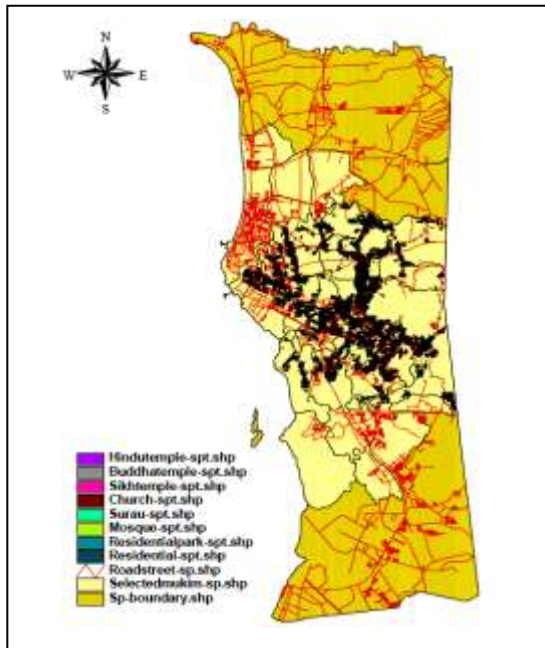 N
W E
S
Hindutemple-spt.shp
Buddhatemple-spt.shp
Sikhtemple-spt.shp
Church-spt.shp
Surau-spt.shp
Mosque-spt.shp
Residentialpark-spt.shp
Residential-spt.shp
Roadstreet-sp.shp
Selectedmukim-sp.shp
Sp-boundary.shp